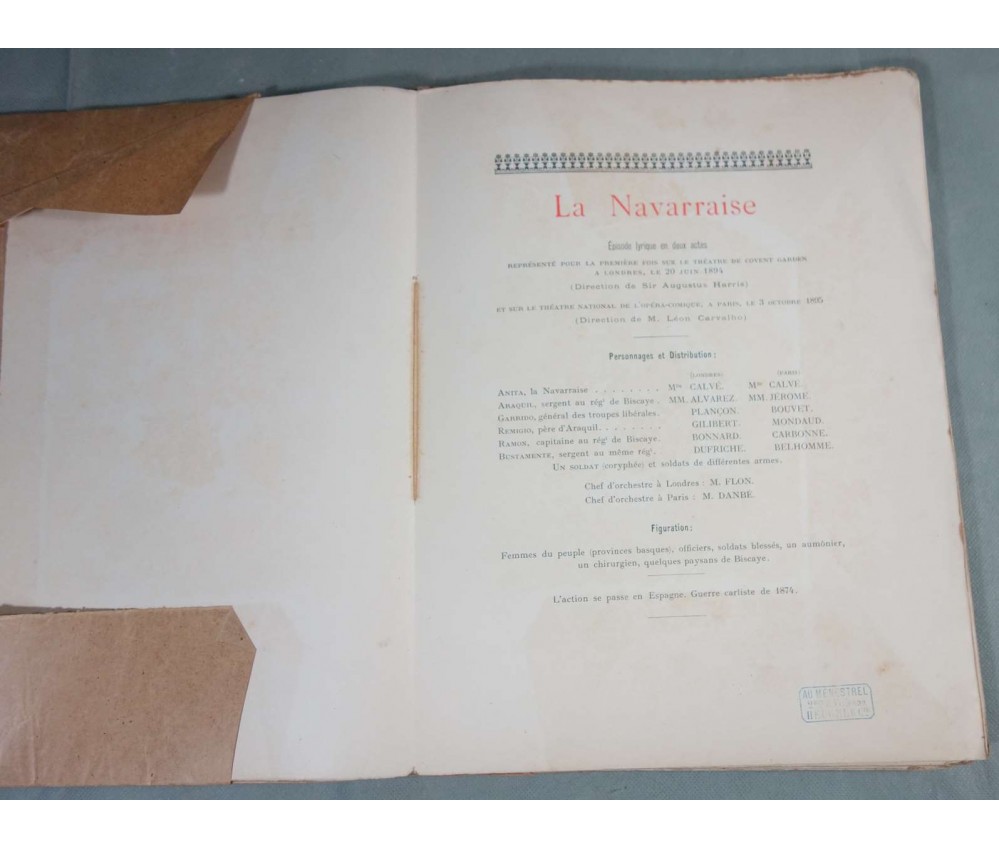 La Navarraise
Épisode lyrique en deux actes
REPRÉSENTÉ POUR LA PREMIÈRE FOIS SUR LE THÉATRE DE COVENT GARDEN
A LONDRES, LE 20 JUIN 1894
(Direction de Sir Augustus Harris)
ET SUR LE THÉATRE NATIONAL DE L'OPÉRA-COMIQUE, A PARIS, LE 3 OCTOBRE 1895
(Direction de M. Léon Carvalho)
Personnages et Distribution:
(LONDRES) (PARIS)
ANITA, la Navarraise . . . . . . . . Mme CALVÉ. Mme CALVÉ.
ARAQUIL, sergent au régt de Biscaye. MM. ALVAREZ. MM. JEROME.
GARRIDO, général des troupes libérales. PLANÇON. BOUVET.
REMIGIO, père d'Araquil. . . . . . . . GILIBERT. MONDAUD.
RAMON, capitaine au régt de Biscaye. BONNARD. CARBONNE.
BUSTAMENTE, sergent au même régt. DUFRICHE. BELHOMME.
UN SOLDAT (coryphée) et soldats de différentes armes.
Chef d'orchestre à Londres : M. FLON.
Chef d'orchestre à Paris : M. DANBÉ.
Figuration:
Femmes du peuple (provinces basques), officiers, soldats blessés, un aumônier,
un chirurgien, quelques paysans de Biscaye.
L'action se passe en Espagne. Guerre carliste de 1874.
AU MÉNESTREL